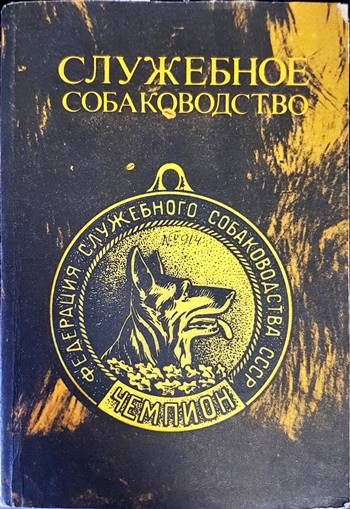 СЛУЖЕБНОЕ
СОБАКОВОДСТВО
ФЕДЕРАЦИЯ СЛУЖЕБНОГО СОБАКОВОДСТВА СССР
№ 914
ЧЕМПИОН